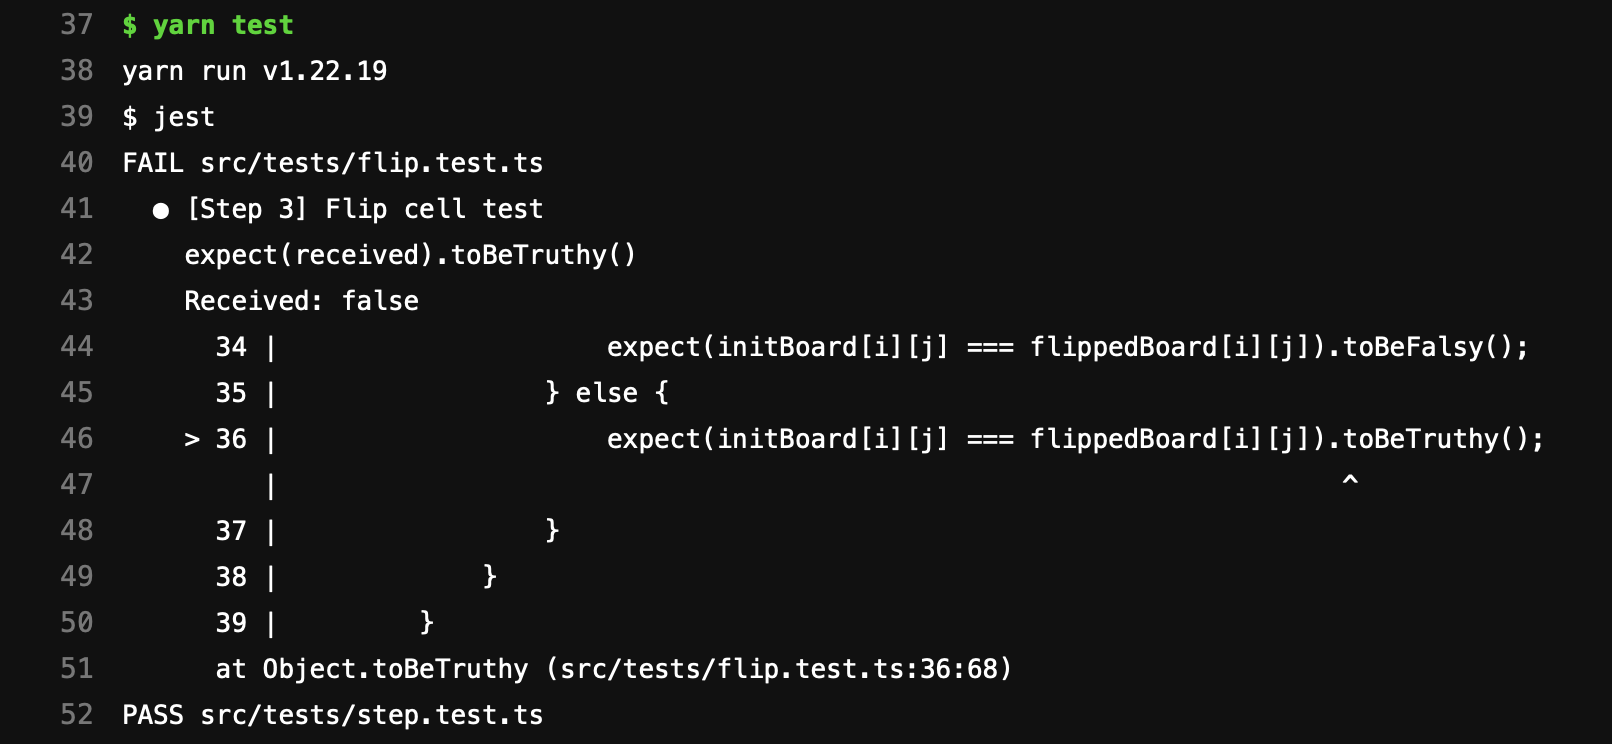 37 $ yarn test
38 yarn run v1.22.19
39 $ jest
40 FAIL src/tests/flip.test.ts
41   ● [Step 3] Flip cell test
42     expect(received).toBeTruthy()
43     Received: false
44       34 |                     expect(initBoard[i][j] === flippedBoard[i][j]).toBeFalsy();
45       35 |                 } else {
46     > 36 |                     expect(initBoard[i][j] === flippedBoard[i][j]).toBeTruthy();
47          |                                                                    ^
48       37 |                 }
49       38 |             }
50       39 |         }
51       at Object.toBeTruthy (src/tests/flip.test.ts:36:68)
52 PASS src/tests/step.test.ts